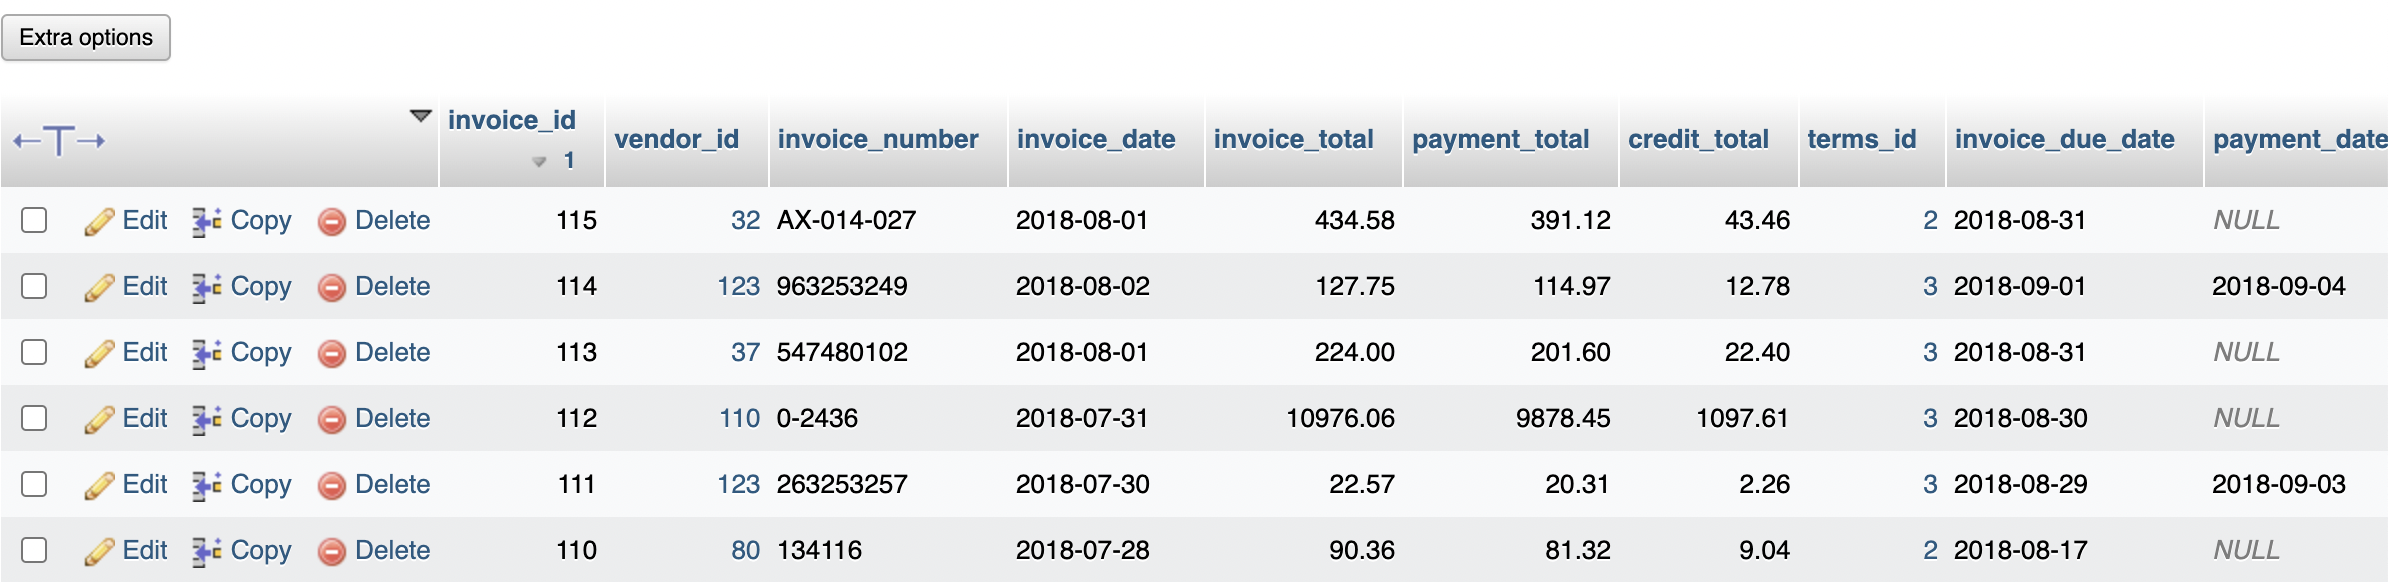 Extra options
←T→ invoice_id 1 vendor_id invoice_number invoice_date invoice_total payment_total credit_total terms_id invoice_due_date payment_date
Edit Copy Delete 115 32 AX-014-027 2018-08-01 434.58 391.12 43.46 2 2018-08-31 NULL
Edit Copy Delete 114 123 963253249 2018-08-02 127.75 114.97 12.78 3 2018-09-01 2018-09-04
Edit Copy Delete 113 37 547480102 2018-08-01 224.00 201.60 22.40 3 2018-08-31 NULL
Edit Copy Delete 112 110 0-2436 2018-07-31 10976.06 9878.45 1097.61 3 2018-08-30 NULL
Edit Copy Delete 111 123 263253257 2018-07-30 22.57 20.31 2.26 3 2018-08-29 2018-09-03
Edit Copy Delete 110 80 134116 2018-07-28 90.36 81.32 9.04 2 2018-08-17 NULL